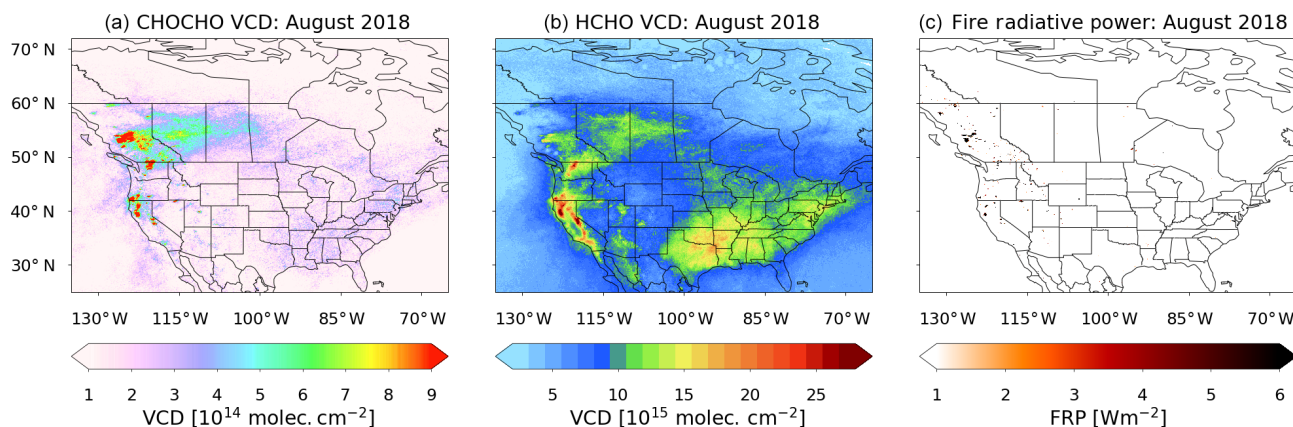 (a) CHOCHO VCD: August 2018
(b) HCHO VCD: August 2018
(c) Fire radiative power: August 2018
70° N
60° N
50° N
40° N
30° N
130°W 115°W 100°W 85°W 70°W
130°W 115°W 100°W 85°W 70°W
130°W 115°W 100°W 85°W 70°W
1 2 3 4 5 6 7 8 9
VCD [10¹⁴ molec. cm⁻²]
5 10 15 20 25
VCD [10¹⁵ molec. cm⁻²]
1 2 3 4 5 6
FRP [Wm⁻²]